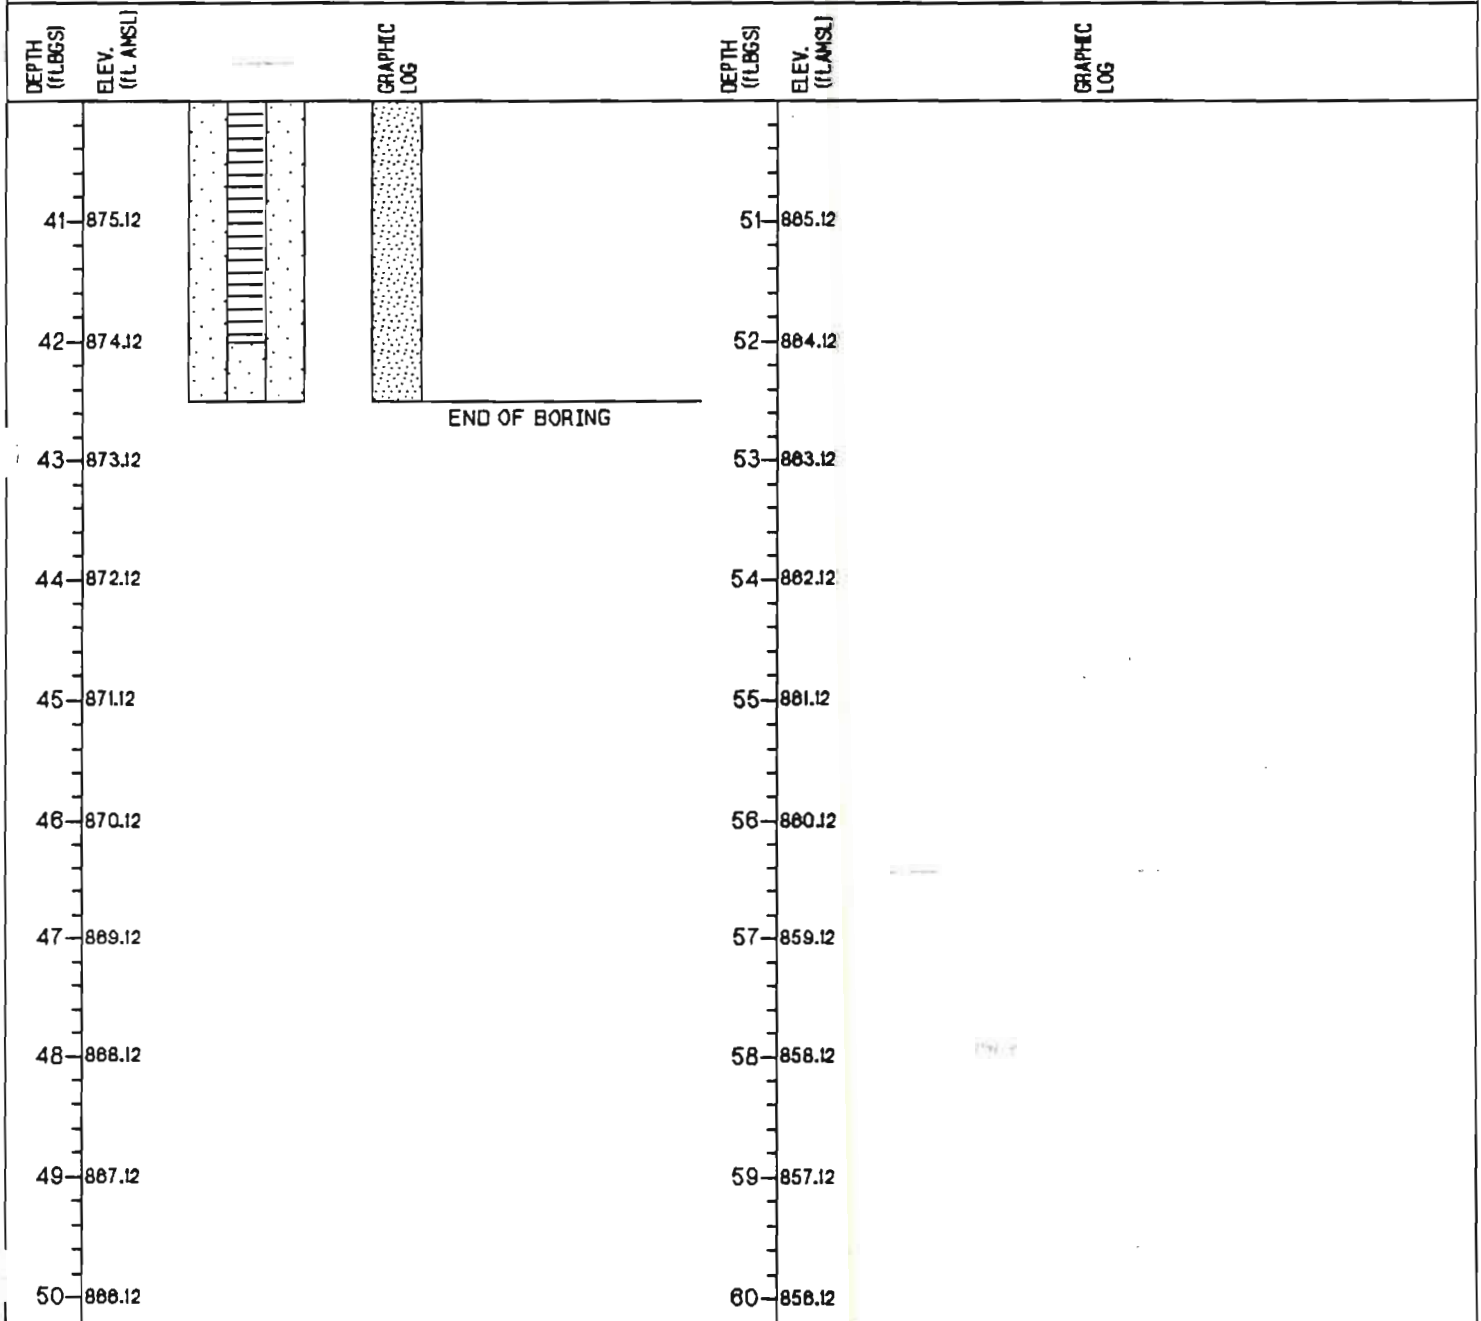 DEPTH
(ft.BGS)
ELEV.
(ft. AMSL)
GRAPHIC
LOG
DEPTH
(ft.BGS)
ELEV.
(ft.AMSL)
GRAPHIC
LOG
41 875.12
42 874.12
END OF BORING
43 873.12
44 872.12
45 871.12
46 870.12
47 869.12
48 868.12
49 867.12
50 866.12
51 865.12
52 864.12
53 863.12
54 862.12
55 861.12
56 860.12
57 859.12
58 858.12
59 857.12
60 856.12